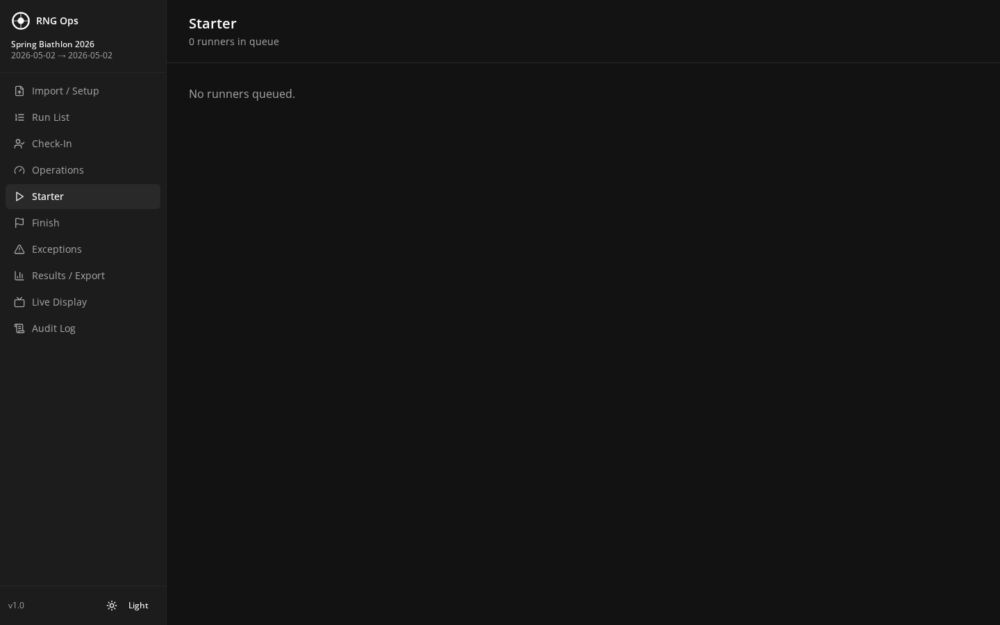 RNG Ops
Spring Biathlon 2026
2026-05-02 → 2026-05-02
Import / Setup
Run List
Check-In
Operations
Starter
Finish
Exceptions
Results / Export
Live Display
Audit Log
v1.0
Light
Starter
0 runners in queue
No runners queued.